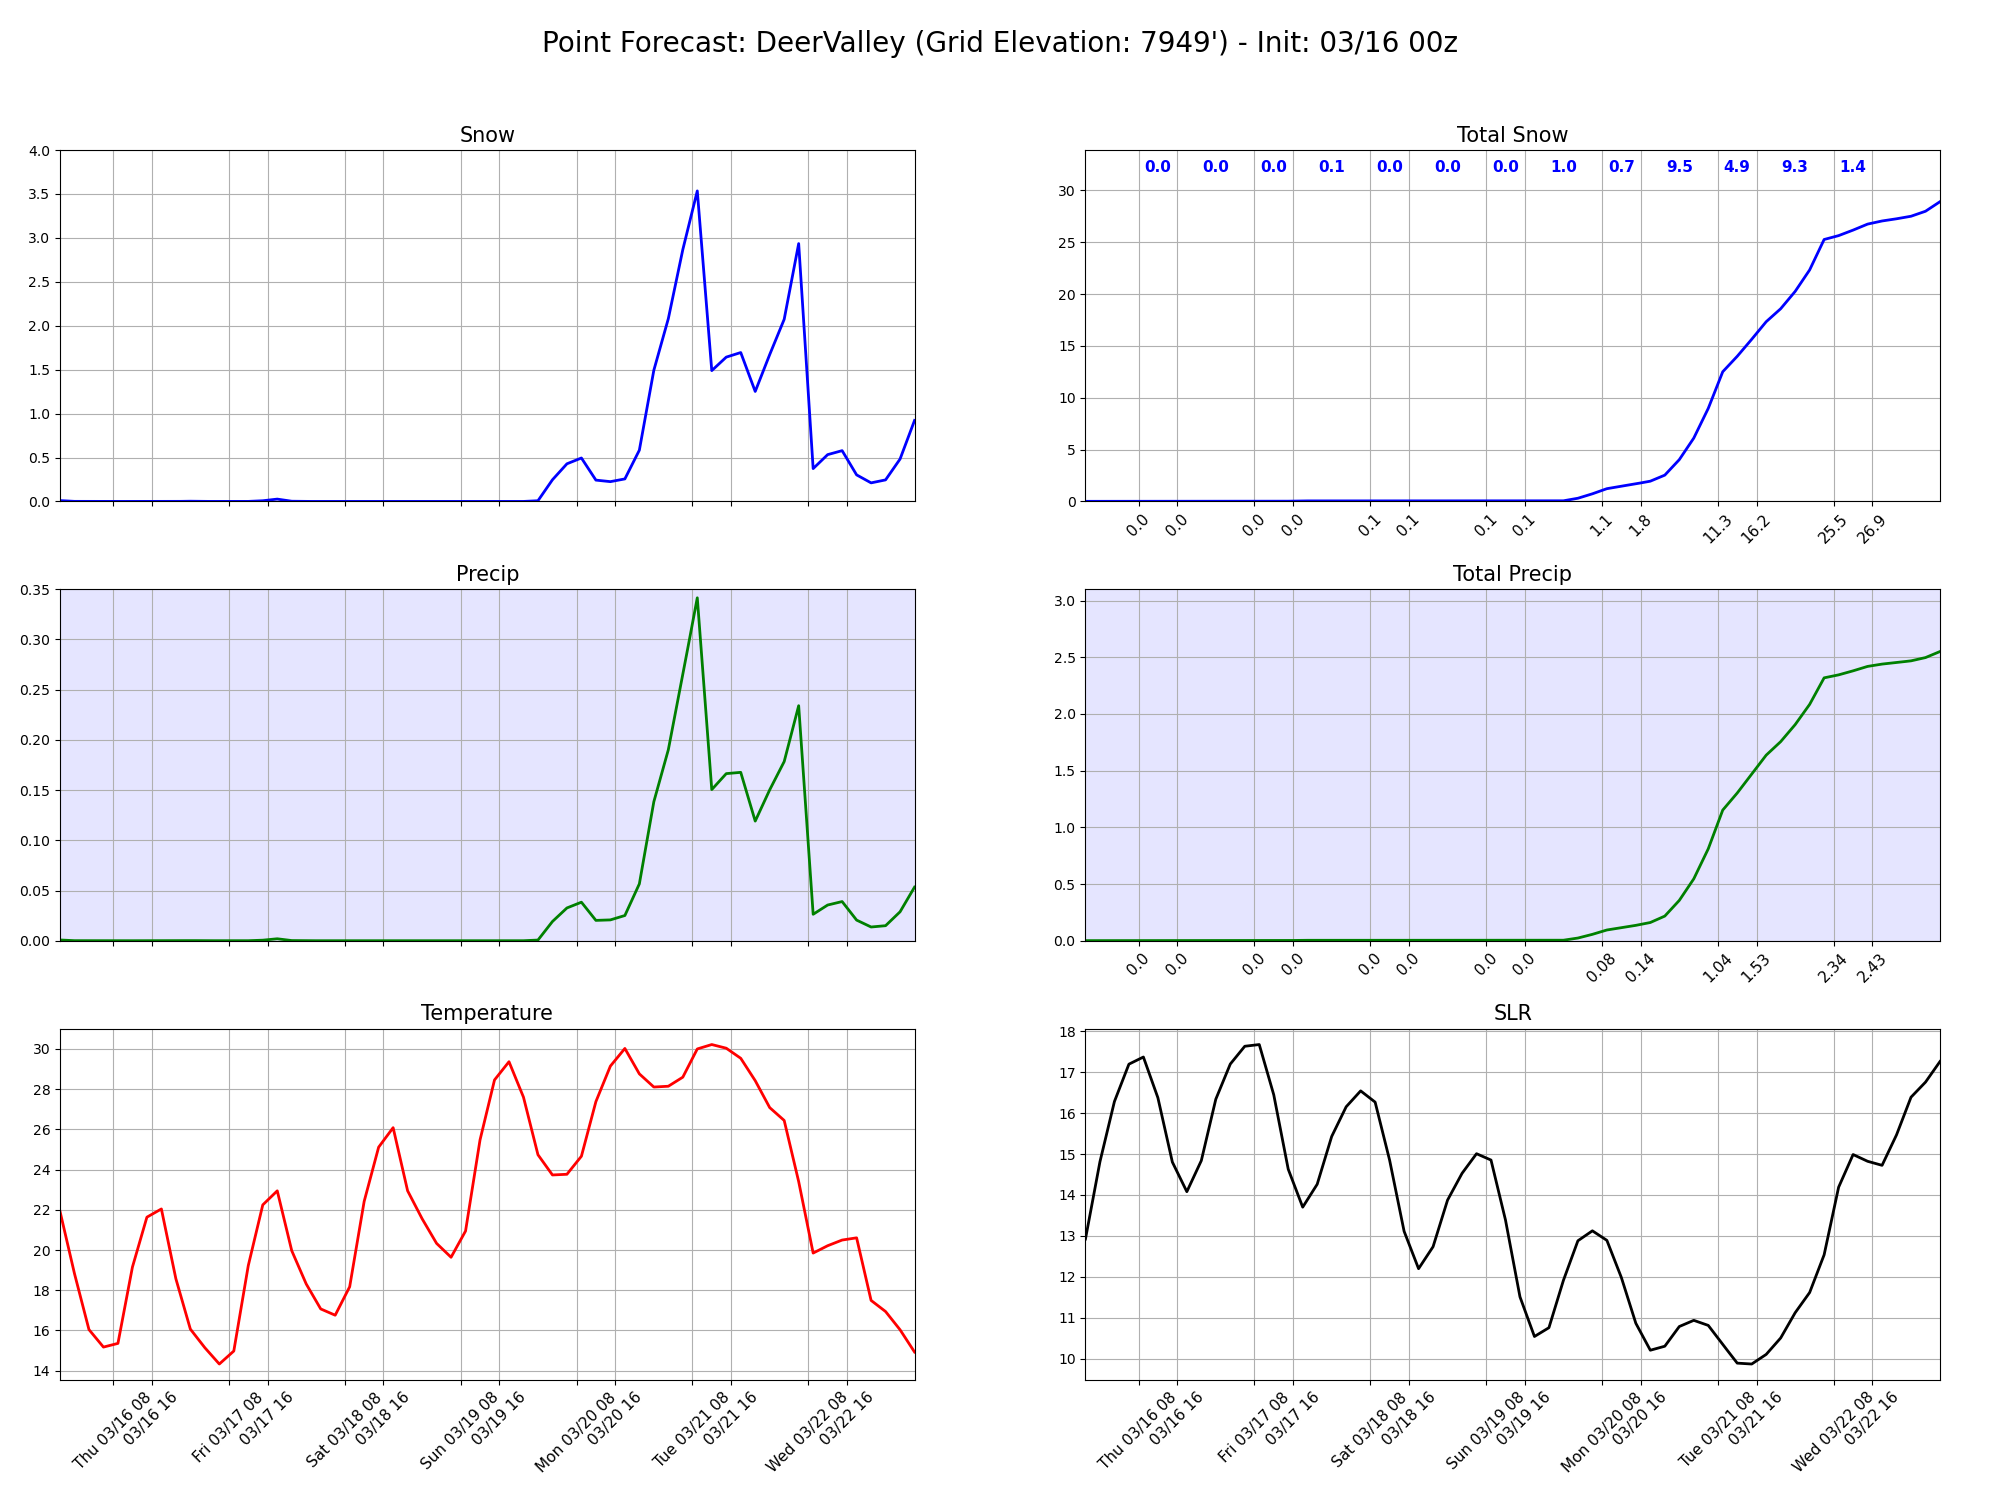 Point Forecast: DeerValley (Grid Elevation: 7949') - Init: 03/16 00z
Snow
4.0
3.5
3.0
2.5
2.0
1.5
1.0
0.5
0.0
Total Snow
0.0 0.0 0.0 0.1 0.0 0.0 0.0 1.0 0.7 9.5 4.9 9.3 1.4
30
25
20
15
10
5
0
0.0 0.0 0.0 0.0 0.1 0.1 0.1 0.1 1.1 1.8 11.3 16.2 25.5 26.9
Precip
0.35
0.30
0.25
0.20
0.15
0.10
0.05
0.00
Total Precip
3.0
2.5
2.0
1.5
1.0
0.5
0.0
0.0 0.0 0.0 0.0 0.0 0.0 0.0 0.0 0.08 0.14 1.04 1.53 2.34 2.43
Temperature
30
28
26
24
22
20
18
16
14
Thu 03/16 08
03/16 16
Fri 03/17 08
03/17 16
Sat 03/18 08
03/18 16
Sun 03/19 08
03/19 16
Mon 03/20 08
03/20 16
Tue 03/21 08
03/21 16
Wed 03/22 08
03/22 16
SLR
18
17
16
15
14
13
12
11
10
Thu 03/16 08
03/16 16
Fri 03/17 08
03/17 16
Sat 03/18 08
03/18 16
Sun 03/19 08
03/19 16
Mon 03/20 08
03/20 16
Tue 03/21 08
03/21 16
Wed 03/22 08
03/22 16